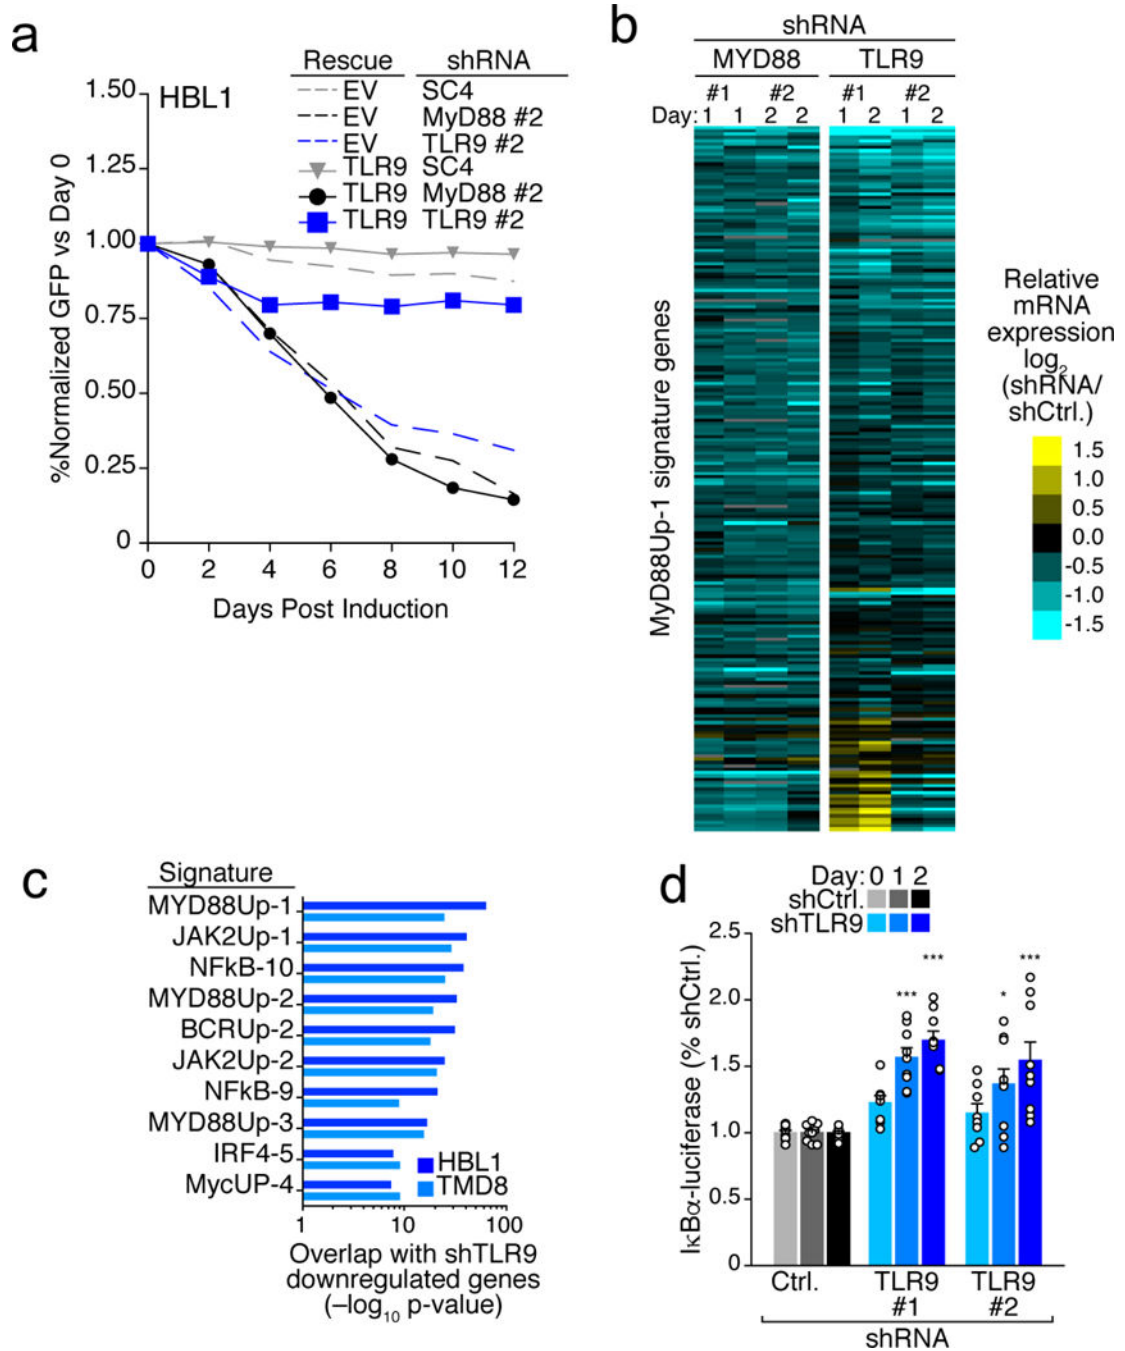 a
Rescue shRNA
EV SC4
EV MyD88 #2
EV TLR9 #2
TLR9 SC4
TLR9 MyD88 #2
TLR9 TLR9 #2
HBL1
%Normalized GFP vs Day 0
1.50
1.25
1.00
0.75
0.50
0.25
0
0 2 4 6 8 10 12
Days Post Induction
b
shRNA
MYD88 TLR9
#1 #2 #1 #2
Day: 1 1 2 2 1 2 1 2
MyD88Up-1 signature genes
Relative
mRNA
expression
log2
(shRNA/
shCtrl.)
1.5
1.0
0.5
0.0
-0.5
-1.0
-1.5
c
Signature
MYD88Up-1
JAK2Up-1
NFkB-10
MYD88Up-2
BCRUp-2
JAK2Up-2
NFkB-9
MYD88Up-3
IRF4-5
MycUP-4
HBL1
TMD8
1 10 100
Overlap with shTLR9
downregulated genes
(–log10 p-value)
d
Day: 0 1 2
shCtrl.
shTLR9
IκBα-luciferase (% shCtrl.)
2.5
2.0
1.5
1.0
0.5
0
*** *** * ***
Ctrl. TLR9 TLR9
#1 #2
shRNA